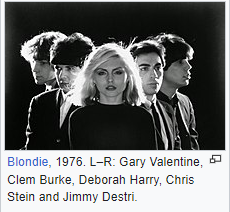 Blondie, 1976. L–R: Gary Valentine,
Clem Burke, Deborah Harry, Chris
Stein and Jimmy Destri.